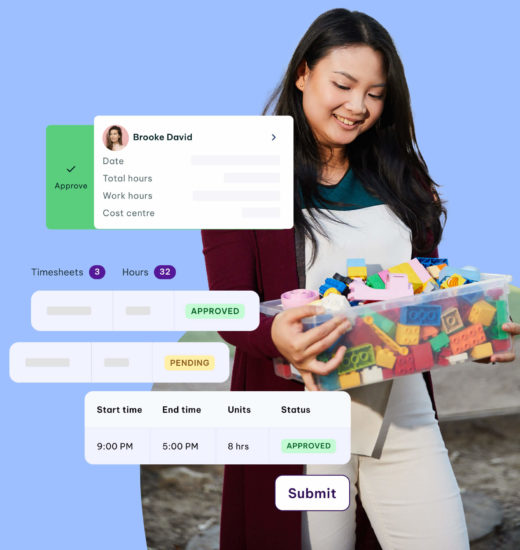 Brooke David
Approve
Date
Total hours
Work hours
Cost centre
Timesheets 3 Hours 32
APPROVED
PENDING
Start time End time Units Status
9:00 PM 5:00 PM 8 hrs APPROVED
Submit